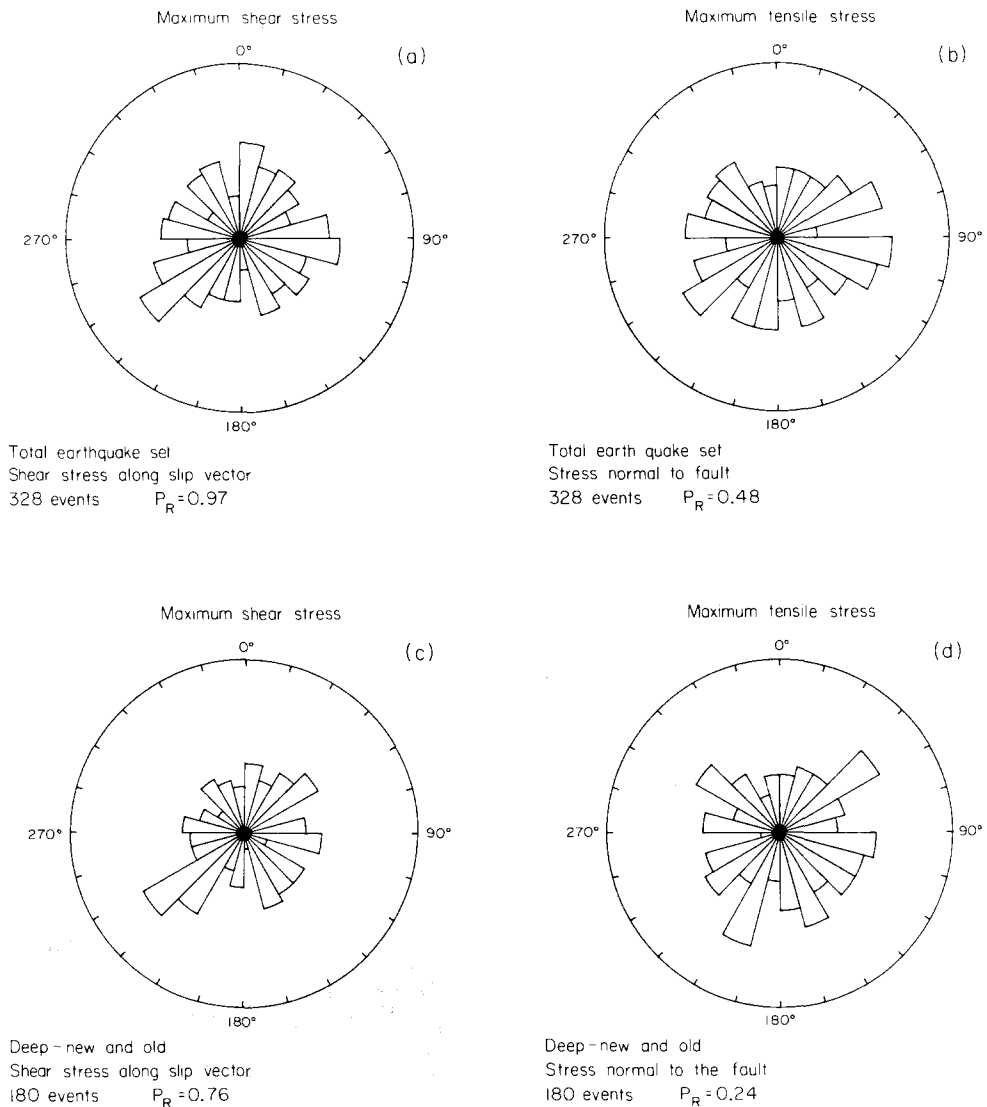 Maximum shear stress
(a)
0°
270°
90°
180°
Total earthquake set
Shear stress along slip vector
328 events P_R=0.97
Maximum tensile stress
(b)
0°
270°
90°
180°
Total earth quake set
Stress normal to fault
328 events P_R=0.48
Maximum shear stress
(c)
0°
270°
90°
180°
Deep-new and old
Shear stress along slip vector
180 events P_R=0.76
Maximum tensile stress
(d)
0°
270°
90°
180°
Deep-new and old
Stress normal to the fault
180 events P_R=0.24